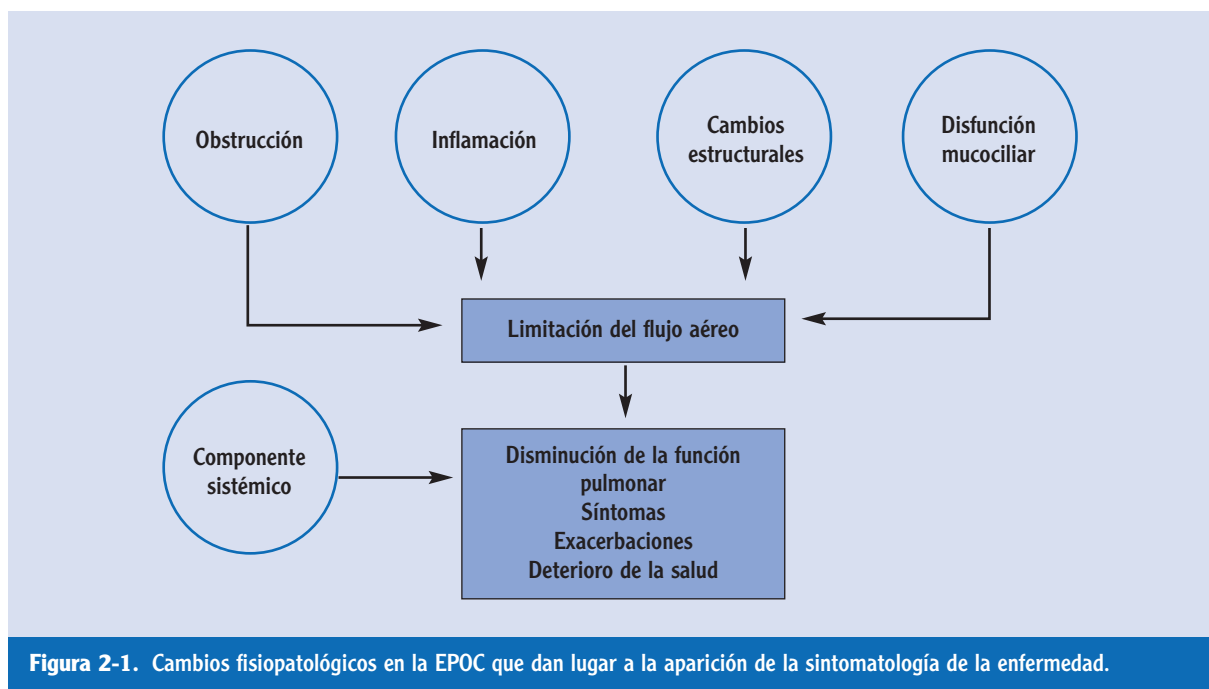 Obstrucción
Inflamación
Cambios
estructurales
Disfunción
mucociliar
Limitación del flujo aéreo
Componente
sistémico
Disminución de la función
pulmonar
Síntomas
Exacerbaciones
Deterioro de la salud
Figura 2-1. Cambios fisiopatológicos en la EPOC que dan lugar a la aparición de la sintomatología de la enfermedad.